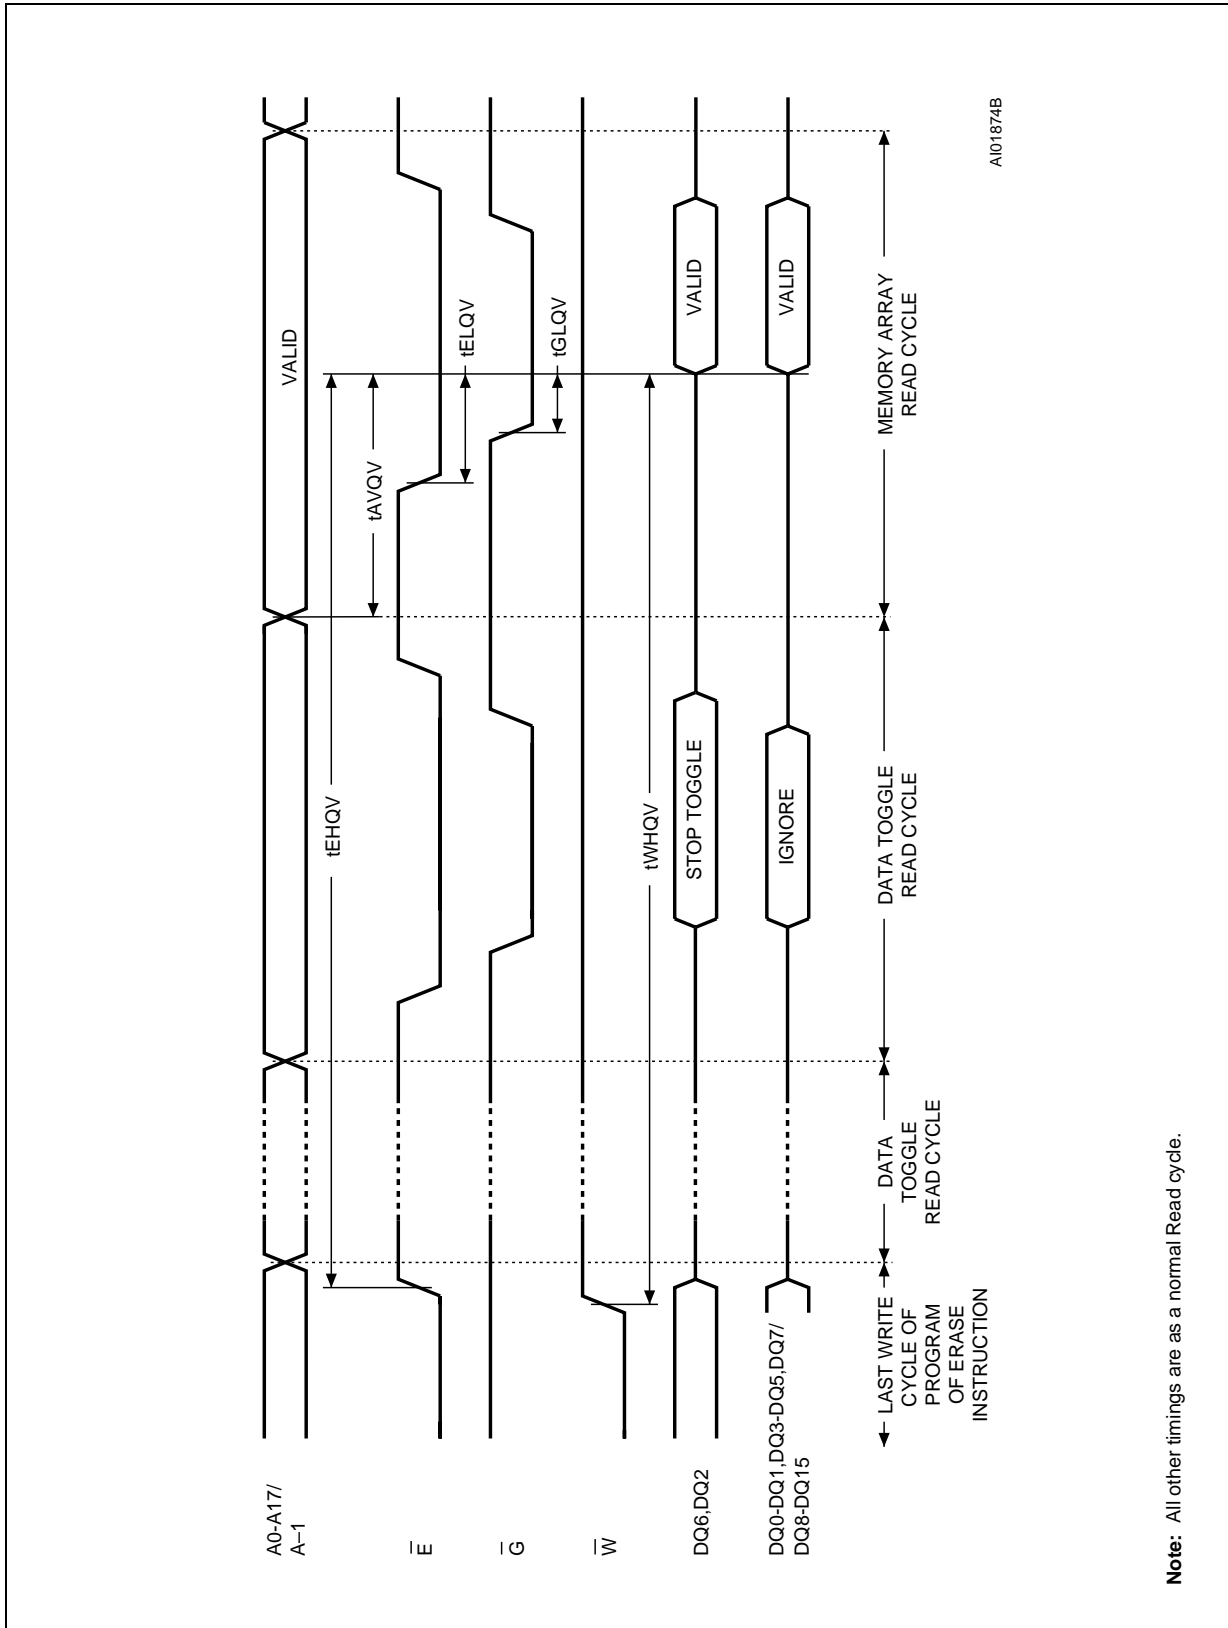 A0-A17/
A–1
VALID
tEHQV
tAVQV
E
tELQV
G
tGLQV
W
tWHQV
DQ6,DQ2
STOP TOGGLE
VALID
DQ0-DQ1,DQ3-DQ5,DQ7/
DQ8-DQ15
IGNORE
VALID
LAST WRITE
CYCLE OF
PROGRAM
OF ERASE
INSTRUCTION
DATA
TOGGLE
READ CYCLE
DATA TOGGLE
READ CYCLE
MEMORY ARRAY
READ CYCLE
AI01874B
Note: All other timings are as a normal Read cycle.